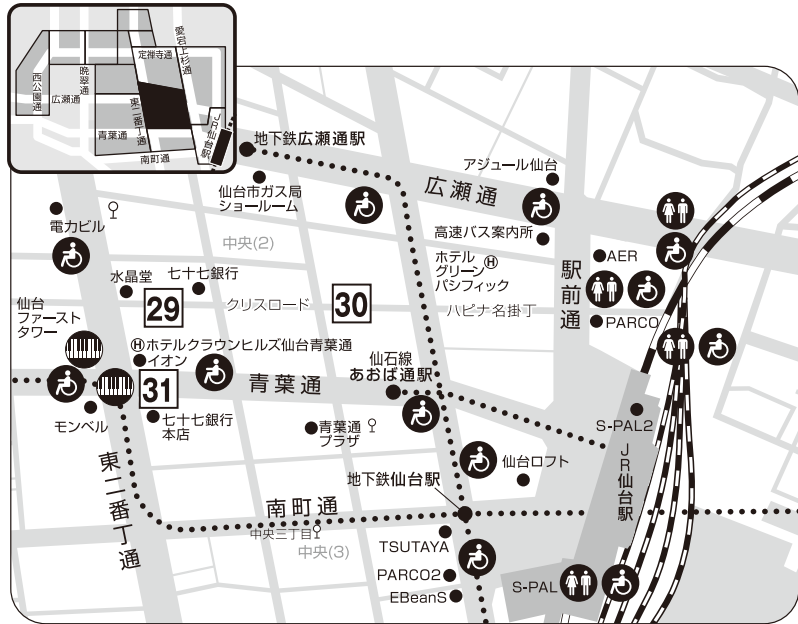 定禅寺通
愛宕上杉通
晩翠通
西公園通
広瀬通
東二番丁通
青葉通
JR仙台駅
南町通
地下鉄広瀬通駅
仙台市ガス局
ショールーム
広瀬通
アジュール仙台
高速バス案内所
電力ビル
中央(2)
ホテル
グリーン
パシフィック
H
駅前通
AER
PARCO
水晶堂
七十七銀行
29
クリスロード
30
ハピナ名掛丁
仙台
ファースト
タワー
Hホテルクラウンヒルズ仙台青葉通
イオン
31
青葉通
仙石線
あおば通駅
モンベル
七十七銀行
本店
青葉通
プラザ
S-PAL2
JR仙台駅
仙台ロフト
地下鉄仙台駅
東二番丁通
南町通
中央三丁目
中央(3)
TSUTAYA
PARCO2
EBeanS
S-PAL